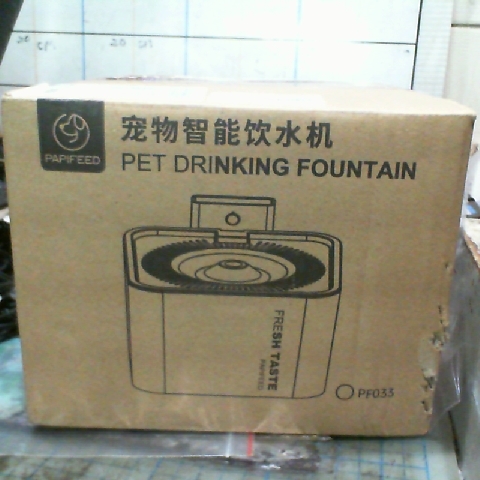 PAPIFEED
宠物智能饮水机
PET DRINKING FOUNTAIN
FRESH TASTE
PAPIFEED
PF033